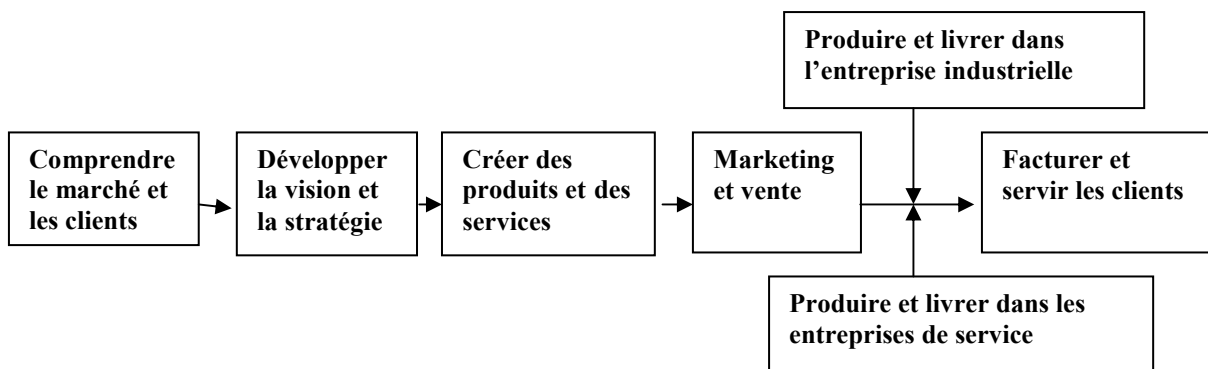 Produire et livrer dans
l’entreprise industrielle
Comprendre
le marché et
les clients
Développer
la vision et
la stratégie
Créer des
produits et des
services
Marketing
et vente
Facturer et
servir les clients
Produire et livrer dans les
entreprises de service